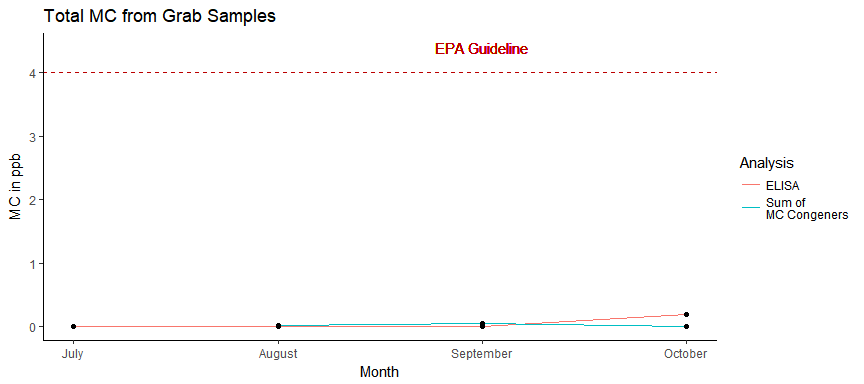 Total MC from Grab Samples
EPA Guideline
4
3
2
1
0
MC in ppb
July August September October
Month
Analysis
ELISA
Sum of
MC Congeners